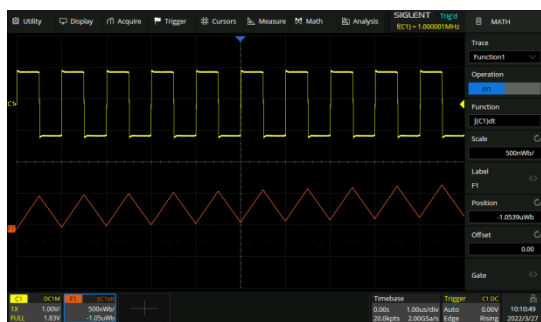 Utility Display Acquire Trigger Cursors Measure Math Analysis SIGLENT Trig'd
f(C1) = 1.000001MHz
MATH
Trace
Function1
Operation
on
Function
∫(C1)dt
Scale
500nWb/
Label
F1
Position
-1.0539uWb
Offset
0.00
Gate
C1
F1
C1 DC1M
1X 1.00V/
FULL 1.83V
F1 ∫(C1)dt
500nWb/
-1.05uWb
Timebase
0.00s 1.00us/div
20.0kpts 2.00GSa/s
Trigger C1 DC
Auto 0.00V
Edge Rising
10:10:49
2022/3/27